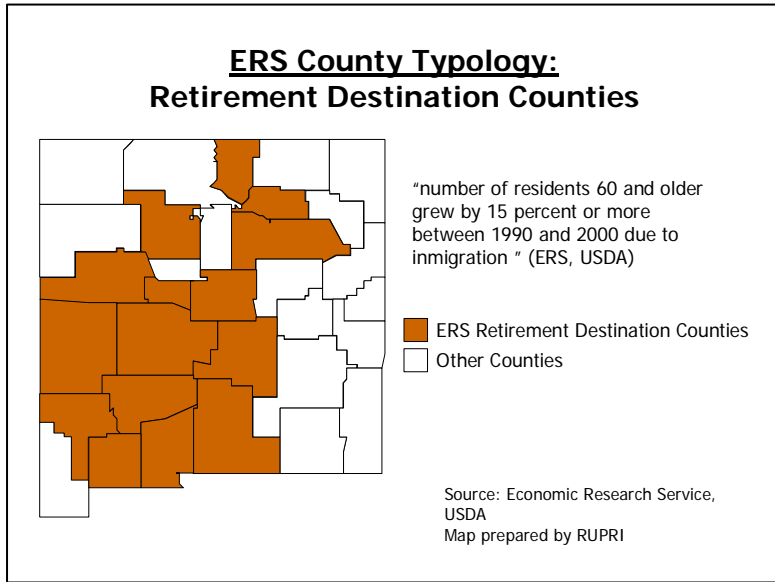 ERS County Typology:
Retirement Destination Counties
"number of residents 60 and older
grew by 15 percent or more
between 1990 and 2000 due to
inmigration " (ERS, USDA)
ERS Retirement Destination Counties
Other Counties
Source: Economic Research Service,
USDA
Map prepared by RUPRI